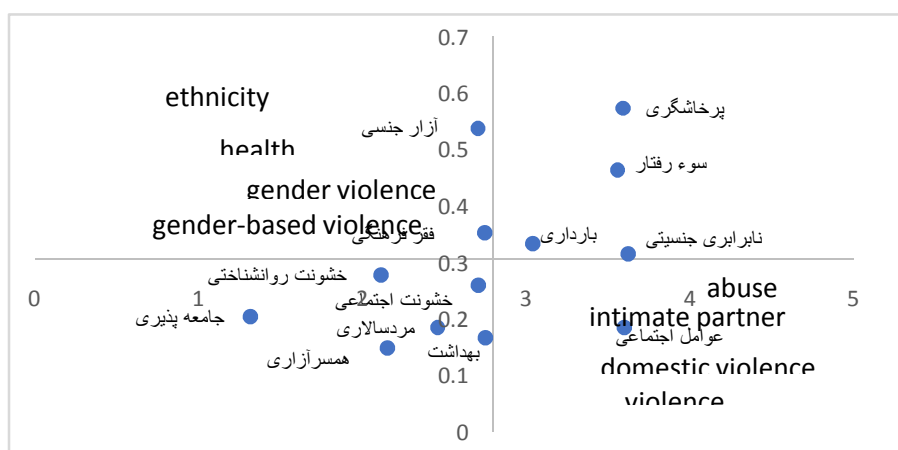 0.7
0.6
ethnicity
پرخاشگری
آزار جنسی
0.5
health
سوء رفتار
gender violence
0.4
gender-based violence
فقر فرهنگی
بارداری
نابرابری جنسیتی
0.3
خشونت روانشناختی
0 1 2 3 4 5
abuse
خشونت اجتماعی
جامعه پذیری
intimate partner
0.2
مردسالاری
عوامل اجتماعی
همسرآزاری
بهداشت
domestic violence
0.1
violence
0